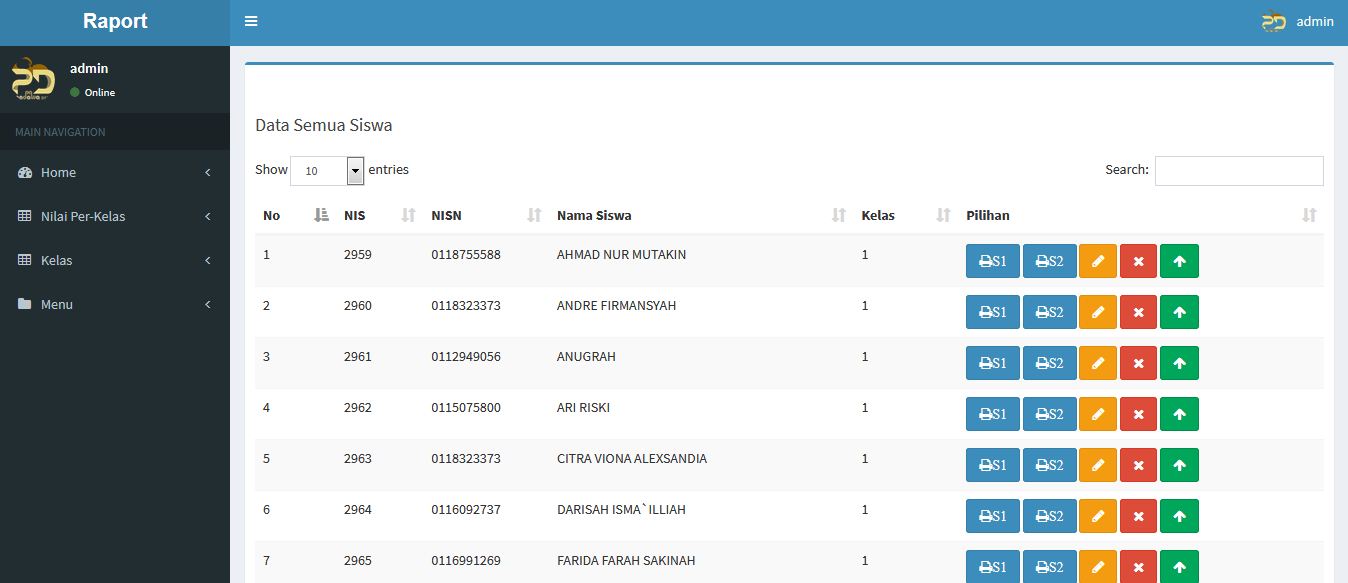 Raport
admin
admin
Online
MAIN NAVIGATION
Home
Nilai Per-Kelas
Kelas
Menu
Data Semua Siswa
Show 10 entries
Search:
No NIS NISN Nama Siswa Kelas Pilihan
1 2959 0118755588 AHMAD NUR MUTAKIN 1 S1 S2
2 2960 0118323373 ANDRE FIRMANSYAH 1 S1 S2
3 2961 0112949056 ANUGRAH 1 S1 S2
4 2962 0115075800 ARI RISKI 1 S1 S2
5 2963 0118323373 CITRA VIONA ALEXSANDIA 1 S1 S2
6 2964 0116092737 DARISAH ISMA`ILLIAH 1 S1 S2
7 2965 0116991269 FARIDA FARAH SAKINAH 1 S1 S2